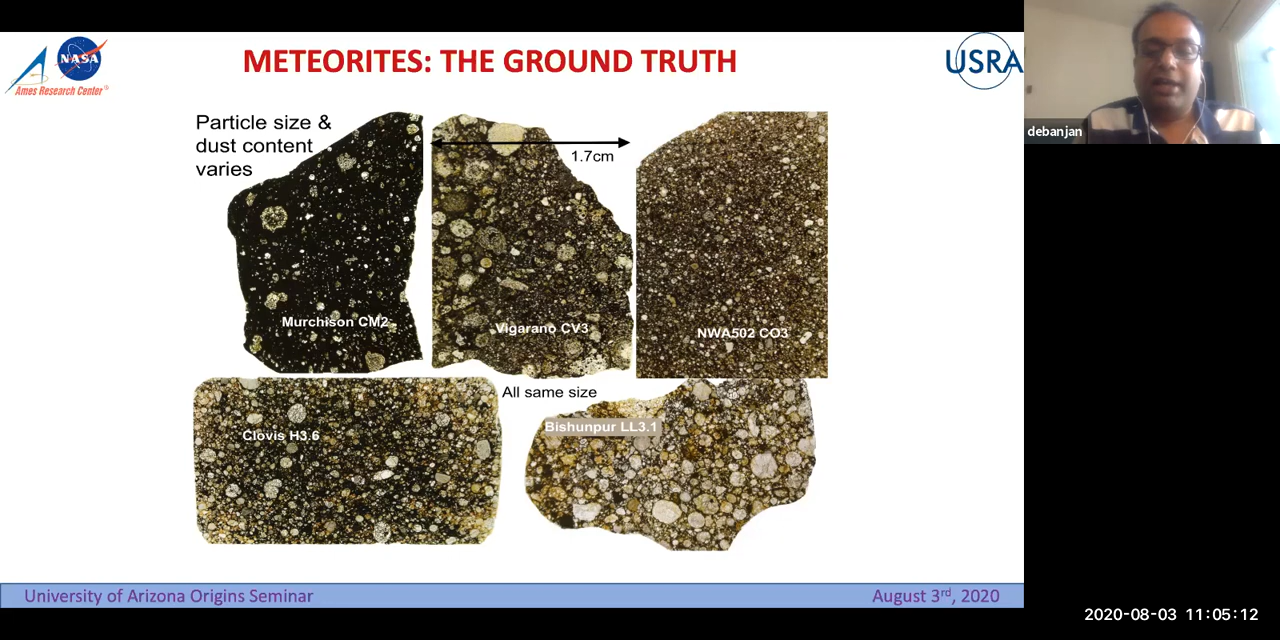 NASA
Ames Research Center
METEORITES: THE GROUND TRUTH
USRA
debanjan
Particle size &
dust content
varies
1.7cm
Murchison CM2
Vigarano CV3
NWA502 CO3
All same size
Clovis H3.6
Bishunpur LL3.1
University of Arizona Origins Seminar
August 3rd, 2020
2020-08-03 11:05:12